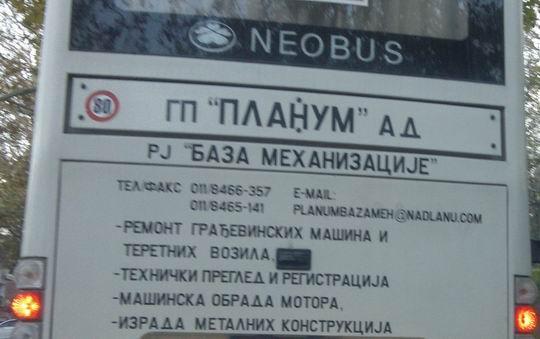 NEOBUS
80
ГП "ПЛАНУМ" АД
РЈ "БАЗА МЕХАНИЗАЦИЈЕ"
ТЕЛ/ФАКС 011/8466-357 E-MAIL:
011/8465-141 PLANUMBAZAMEH@NADLANU.COM
-РЕМОНТ ГРАЂЕВИНСКИХ МАШИНА И
ТЕРЕТНИХ ВОЗИЛА,
-ТЕХНИЧКИ ПРЕГЛЕД И РЕГИСТРАЦИЈА
-МАШИНСКА ОБРАДА МОТОРА,
-ИЗРАДА МЕТАЛНИХ КОНСТРУКЦИЈА